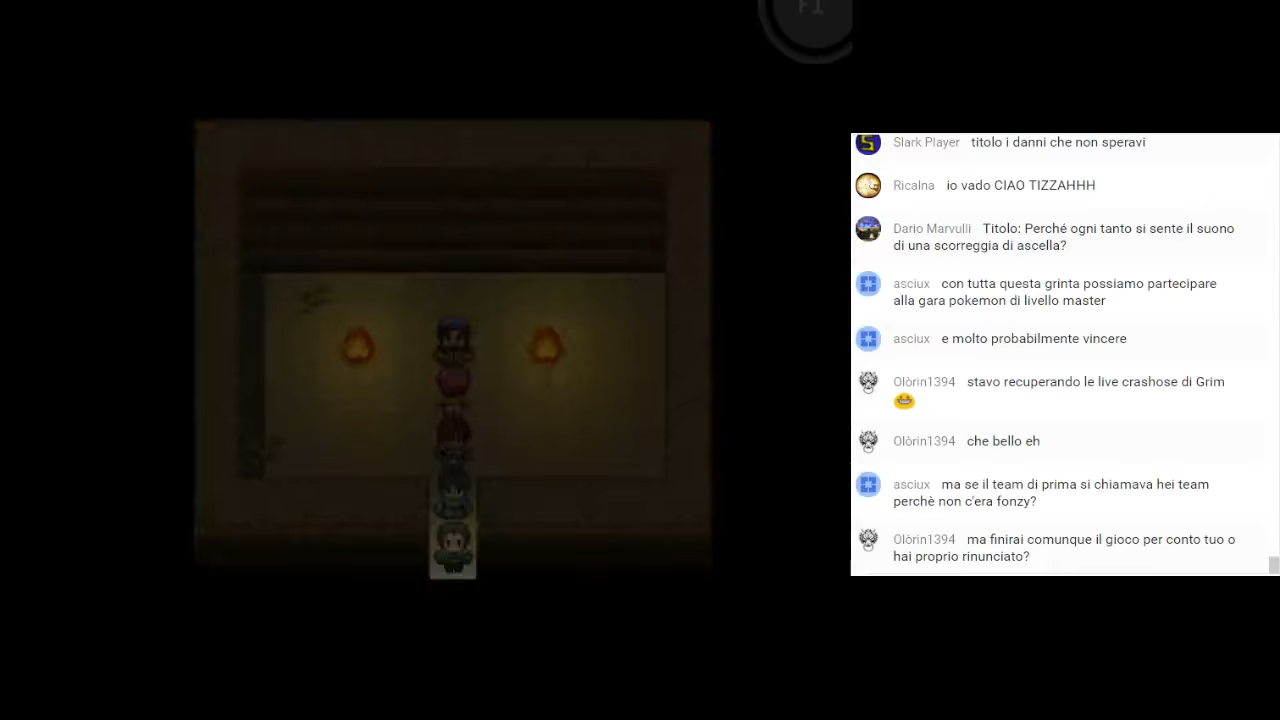 F1
Slark Player titolo i danni che non speravi
Ricalna io vado CIAO TIZZAHHH
Dario Marvulli Titolo: Perché ogni tanto si sente il suono
di una scorreggia di ascella?
asciux con tutta questa grinta possiamo partecipare
alla gara pokemon di livello master
asciux e molto probabilmente vincere
Olòrin1394 stavo recuperando le live crashose di Grim
Olòrin1394 che bello eh
asciux ma se il team di prima si chiamava hei team
perchè non c'era fonzy?
Olòrin1394 ma finirai comunque il gioco per conto tuo o
hai proprio rinunciato?